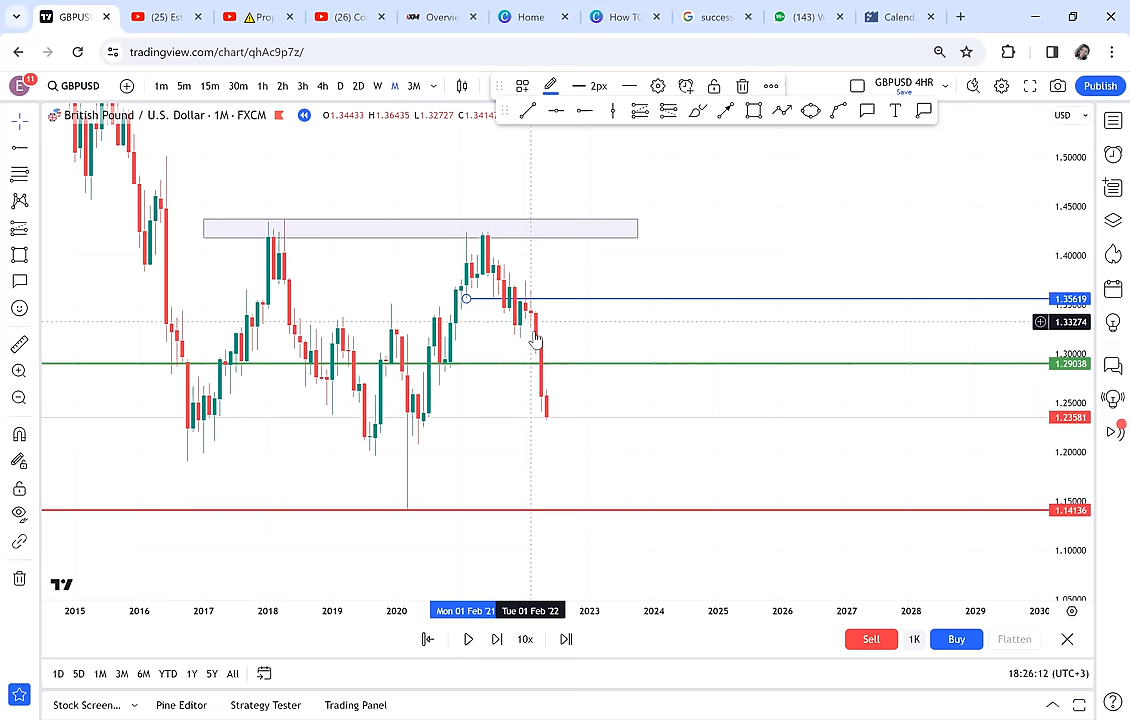 GBPUS
(25) Es
Prop
(26) Co
XM Overvie
Home -
How TO
success
(143) W
Calend
tradingview.com/chart/qhAc9p7z/
E 11 GBPUSD 1m 5m 15m 30m 1h 2h 3h 4h D 2D W M 3M 2px GBPUSD 4HR Save Publish
British Pound / U.S. Dollar · 1M · FXCM O1.34433 H1.36435 L1.32727 C1.3414 USD
1.50000
1.45000
1.40000
1.35619
1.33274
1.30000
1.29038
1.25000
1.23581
1.20000
1.15000
1.14136
1.10000
1.05000
2015 2016 2017 2018 2019 2020 Mon 01 Feb '21 Tue 01 Feb '22 2023 2024 2025 2026 2027 2028 2029 2030
10x Sell 1K Buy Flatten
1D 5D 1M 3M 6M YTD 1Y 5Y All 18:26:12 (UTC+3)
Stock Screen... Pine Editor Strategy Tester Trading Panel